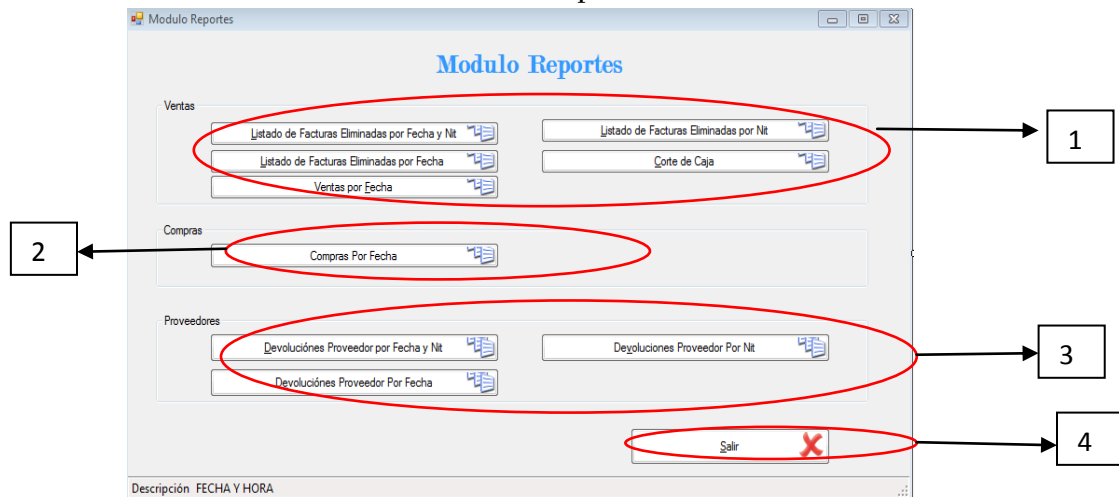 Modulo Reportes
Modulo Reportes
Ventas
Listado de Facturas Eliminadas por Fecha y Nit
Listado de Facturas Eliminadas por Nit
Listado de Facturas Eliminadas por Fecha
Corte de Caja
Ventas por Fecha
1
Compras
Compras Por Fecha
2
Proveedores
Devoluciónes Proveedor por Fecha y Nit
Devoluciones Proveedor Por Nit
Devoluciónes Proveedor Por Fecha
3
Salir
4
Descripción FECHA Y HORA